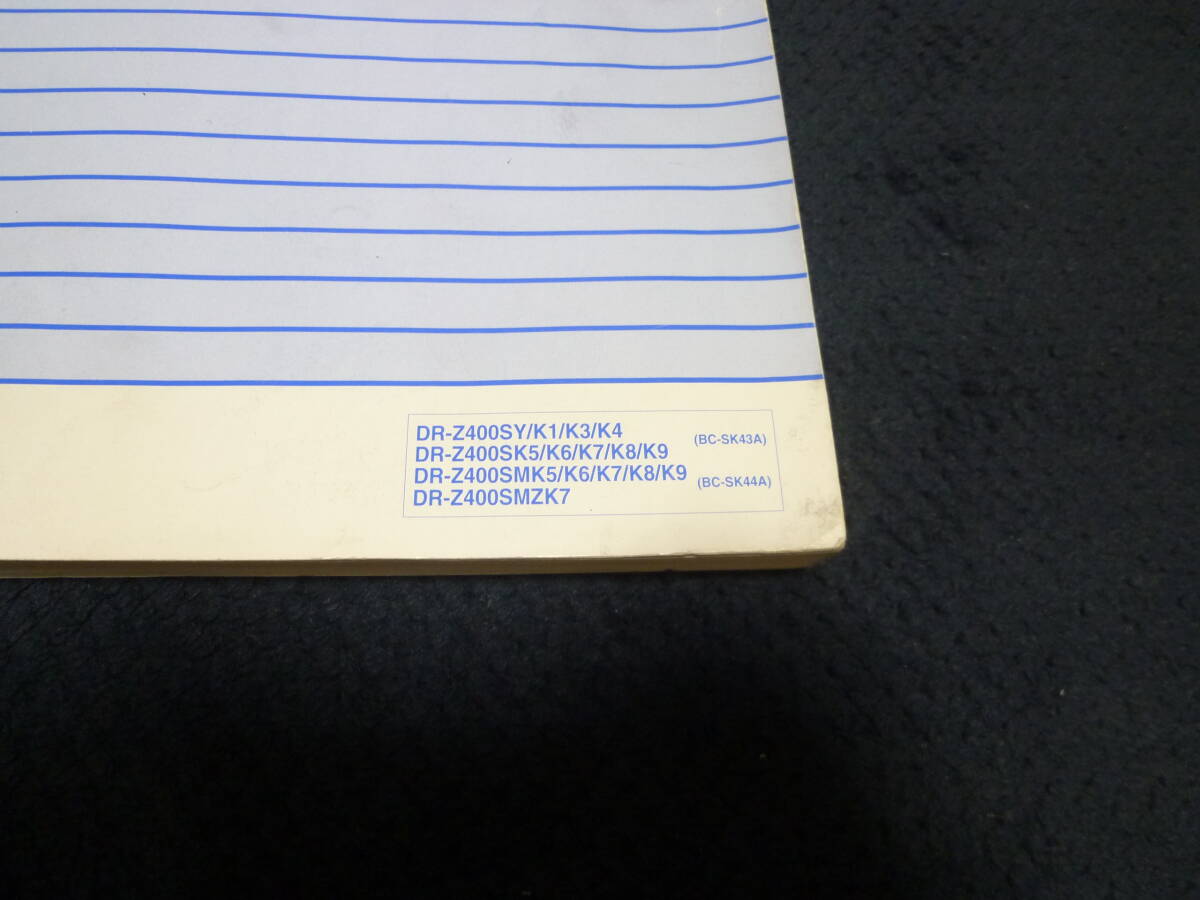 DR-Z400SY/K1/K3/K4
(BC-SK43A)
DR-Z400SK5/K6/K7/K8/K9
DR-Z400SMK5/K6/K7/K8/K9
(BC-SK44A)
DR-Z400SMZK7